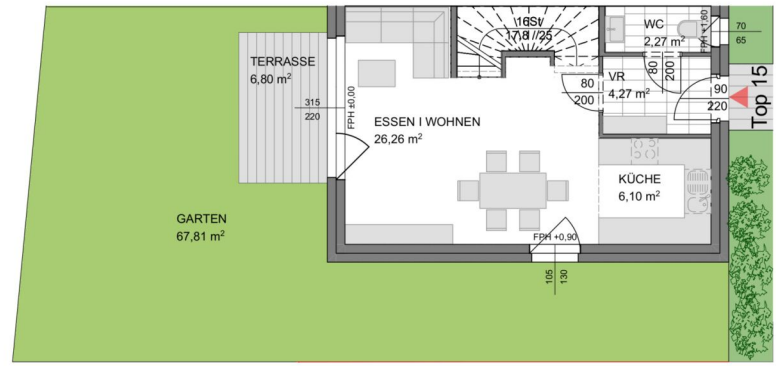 16St
17,8 / /25
WC
2,27 m²
FPH +1,60
70
65
TERRASSE
6,80 m²
80
200
VR
4,27 m²
80
200
90
220
Top 15
315
220
FPH ±0,00
ESSEN I WOHNEN
26,26 m²
KÜCHE
6,10 m²
GARTEN
67,81 m²
FPH +0,90
105
130